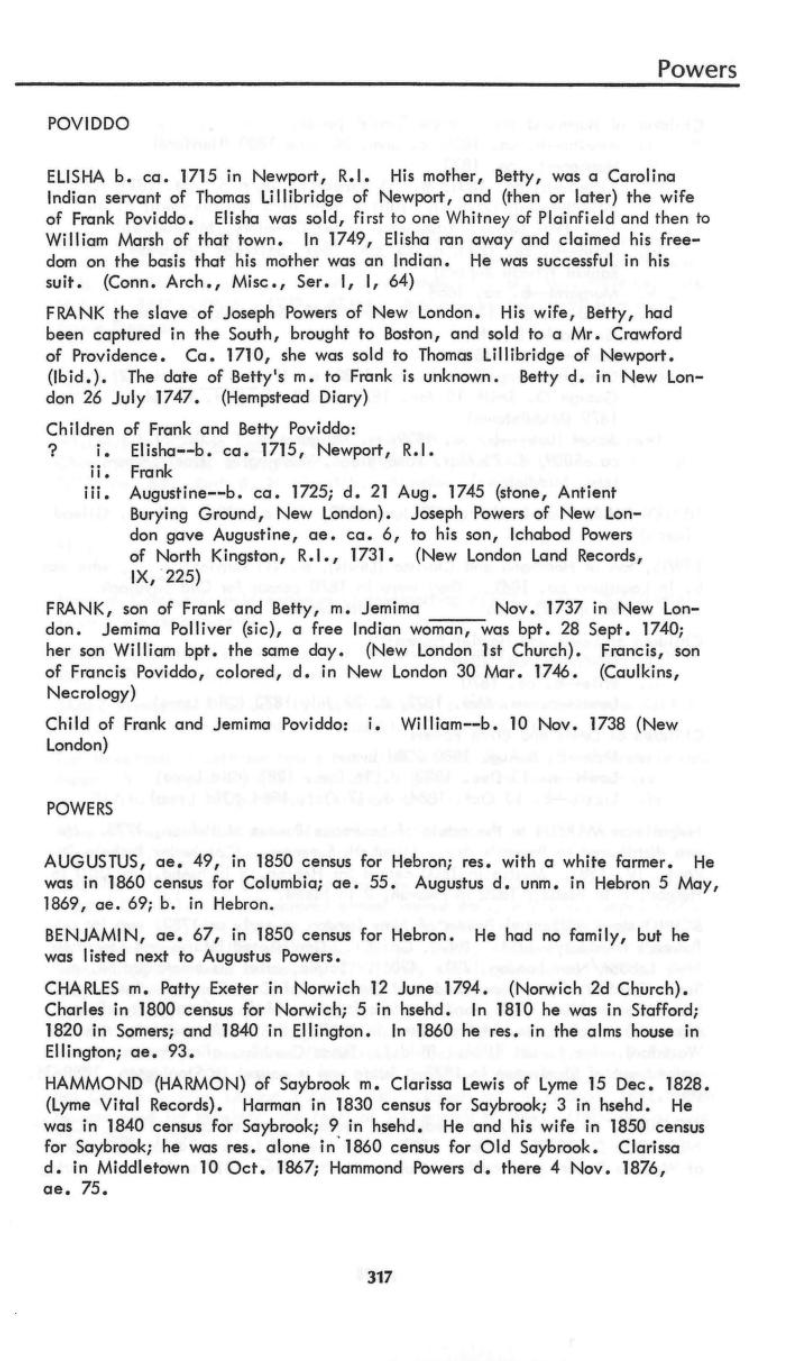 Powers
POVIDDO
ELISHA b. ca. 1715 in Newport, R.I. His mother, Betty, was a Carolina
Indian servant of Thomas Lillibridge of Newport, and (then or later) the wife
of Frank Poviddo. Elisha was sold, first to one Whitney of Plainfield and then to
William Marsh of that town. In 1749, Elisha ran away and claimed his free-
dom on the basis that his mother was an Indian. He was successful in his
suit. (Conn. Arch., Misc., Ser. I, I, 64)
FRANK the slave of Joseph Powers of New London. His wife, Betty, had
been captured in the South, brought to Boston, and sold to a Mr. Crawford
of Providence. Ca. 1710, she was sold to Thomas Lillibridge of Newport.
(Ibid.). The date of Betty's m. to Frank is unknown. Betty d. in New Lon-
don 26 July 1747. (Hempstead Diary)
Children of Frank and Betty Poviddo:
? i. Elisha--b. ca. 1715, Newport, R.I.
ii. Frank
iii. Augustine--b. ca. 1725; d. 21 Aug. 1745 (stone, Antient
Burying Ground, New London). Joseph Powers of New Lon-
don gave Augustine, ae. ca. 6, to his son, Ichabod Powers
of North Kingston, R.I., 1731. (New London Land Records,
IX, 225)
FRANK, son of Frank and Betty, m. Jemima ______ Nov. 1737 in New Lon-
don. Jemima Polliver (sic), a free Indian woman, was bpt. 28 Sept. 1740;
her son William bpt. the same day. (New London 1st Church). Francis, son
of Francis Poviddo, colored, d. in New London 30 Mar. 1746. (Caulkins,
Necrology)
Child of Frank and Jemima Poviddo: i. William--b. 10 Nov. 1738 (New
London)
POWERS
AUGUSTUS, ae. 49, in 1850 census for Hebron; res. with a white farmer. He
was in 1860 census for Columbia; ae. 55. Augustus d. unm. in Hebron 5 May,
1869, ae. 69; b. in Hebron.
BENJAMIN, ae. 67, in 1850 census for Hebron. He had no family, but he
was listed next to Augustus Powers.
CHARLES m. Patty Exeter in Norwich 12 June 1794. (Norwich 2d Church).
Charles in 1800 census for Norwich; 5 in hsehd. In 1810 he was in Stafford;
1820 in Somers; and 1840 in Ellington. In 1860 he res. in the alms house in
Ellington; ae. 93.
HAMMOND (HARMON) of Saybrook m. Clarissa Lewis of Lyme 15 Dec. 1828.
(Lyme Vital Records). Harman in 1830 census for Saybrook; 3 in hsehd. He
was in 1840 census for Saybrook; 9 in hsehd. He and his wife in 1850 census
for Saybrook; he was res. alone in 1860 census for Old Saybrook. Clarissa
d. in Middletown 10 Oct. 1867; Hammond Powers d. there 4 Nov. 1876,
ae. 75.
317